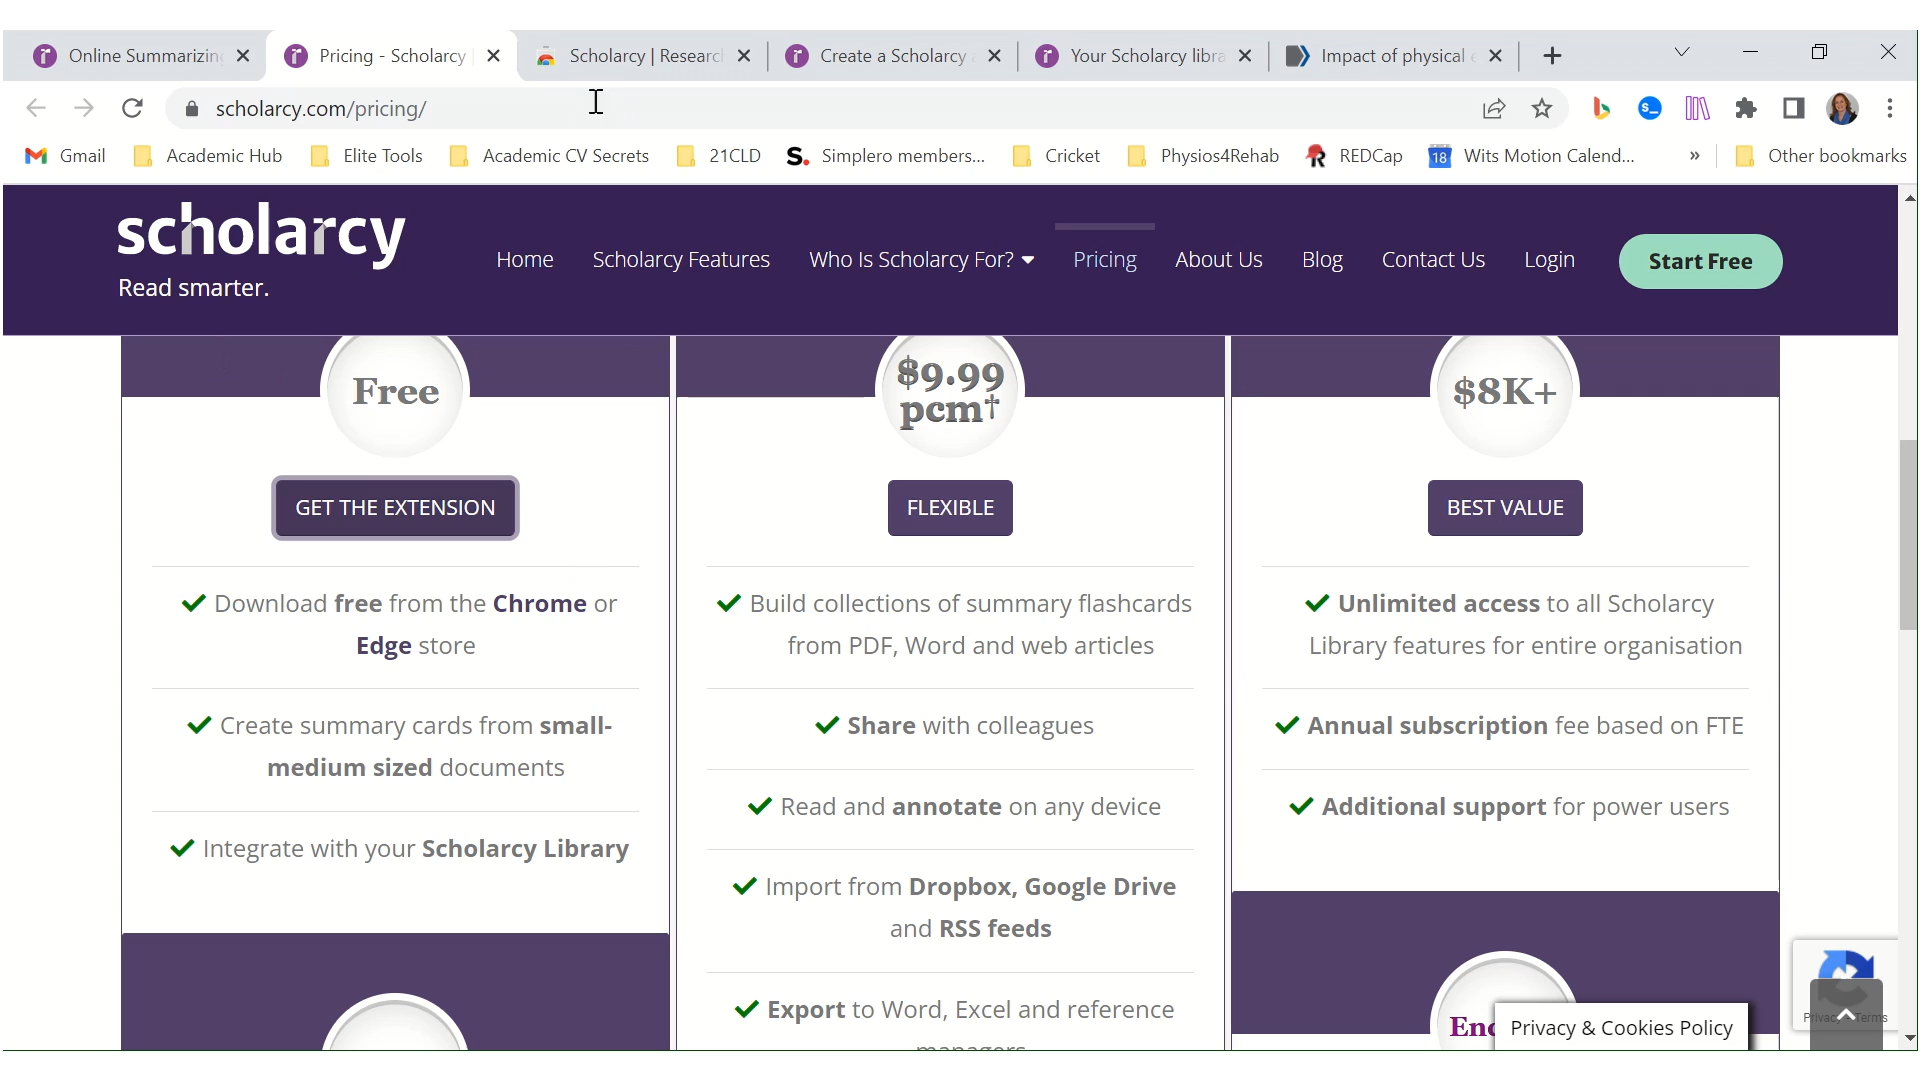 Online Summarizing
Pricing - Scholarcy
Scholarcy | Research
Create a Scholarcy
Your Scholarcy libra
Impact of physical e
scholarcy.com/pricing/
Gmail
Academic Hub
Elite Tools
Academic CV Secrets
21CLD
S. Simplero members...
Cricket
Physios4Rehab
REDCap
18 Wits Motion Calend...
»
Other bookmarks
scholarcy
Read smarter.
Home
Scholarcy Features
Who Is Scholarcy For?
Pricing
About Us
Blog
Contact Us
Login
Start Free
Free
GET THE EXTENSION
Download free from the Chrome or
Edge store
Create summary cards from small-
medium sized documents
Integrate with your Scholarcy Library
$9.99
pcm†
FLEXIBLE
Build collections of summary flashcards
from PDF, Word and web articles
Share with colleagues
Read and annotate on any device
Import from Dropbox, Google Drive
and RSS feeds
Export to Word, Excel and reference
managers
$8K+
BEST VALUE
Unlimited access to all Scholarcy
Library features for entire organisation
Annual subscription fee based on FTE
Additional support for power users
Privacy & Cookies Policy
Privacy - Terms